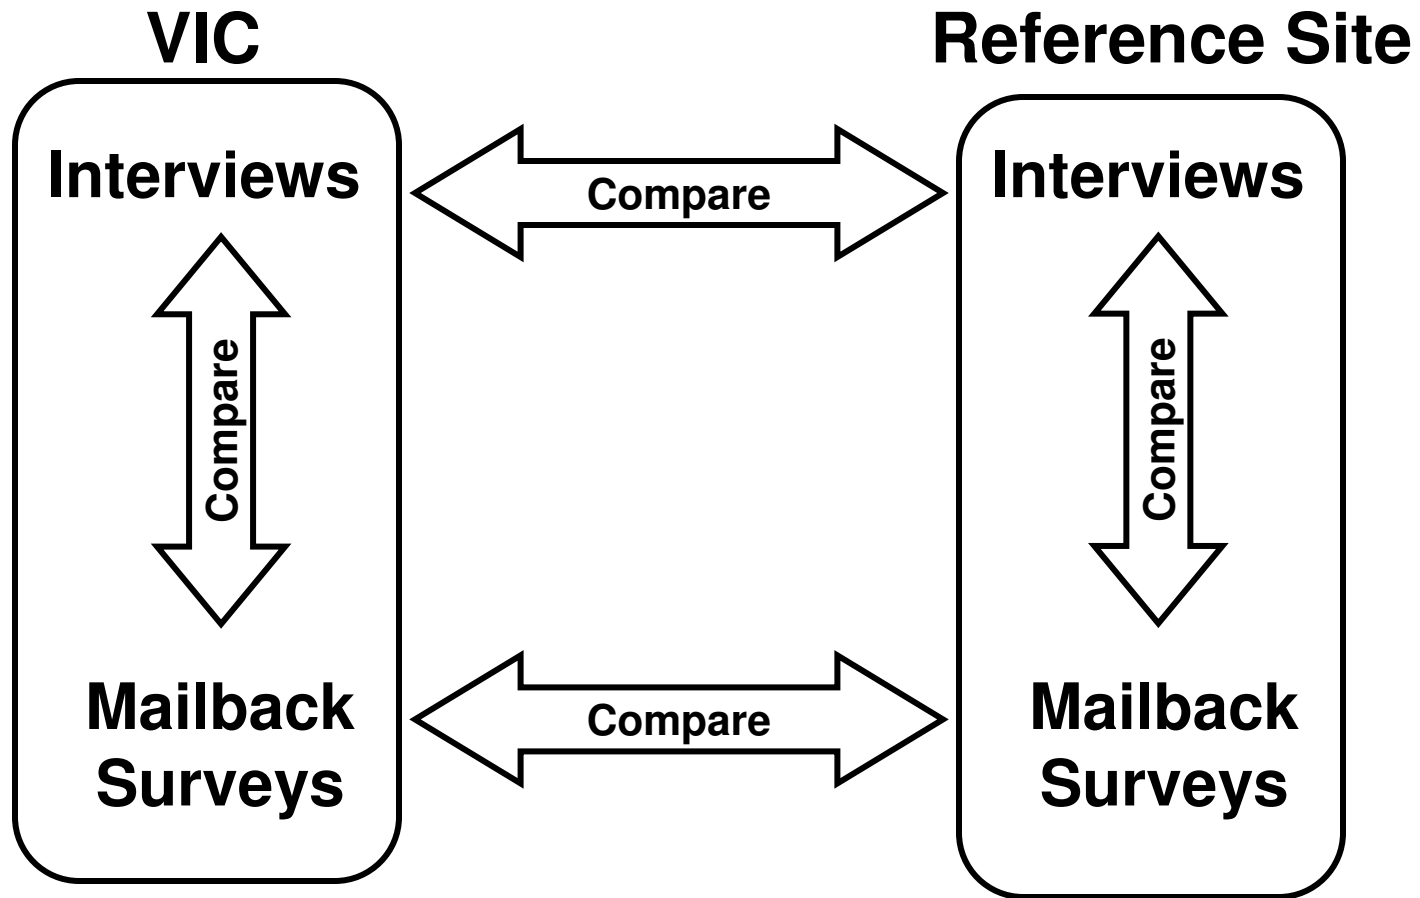 VIC
Reference Site
Interviews
Compare
Interviews
Compare
Compare
Mailback
Surveys
Compare
Mailback
Surveys